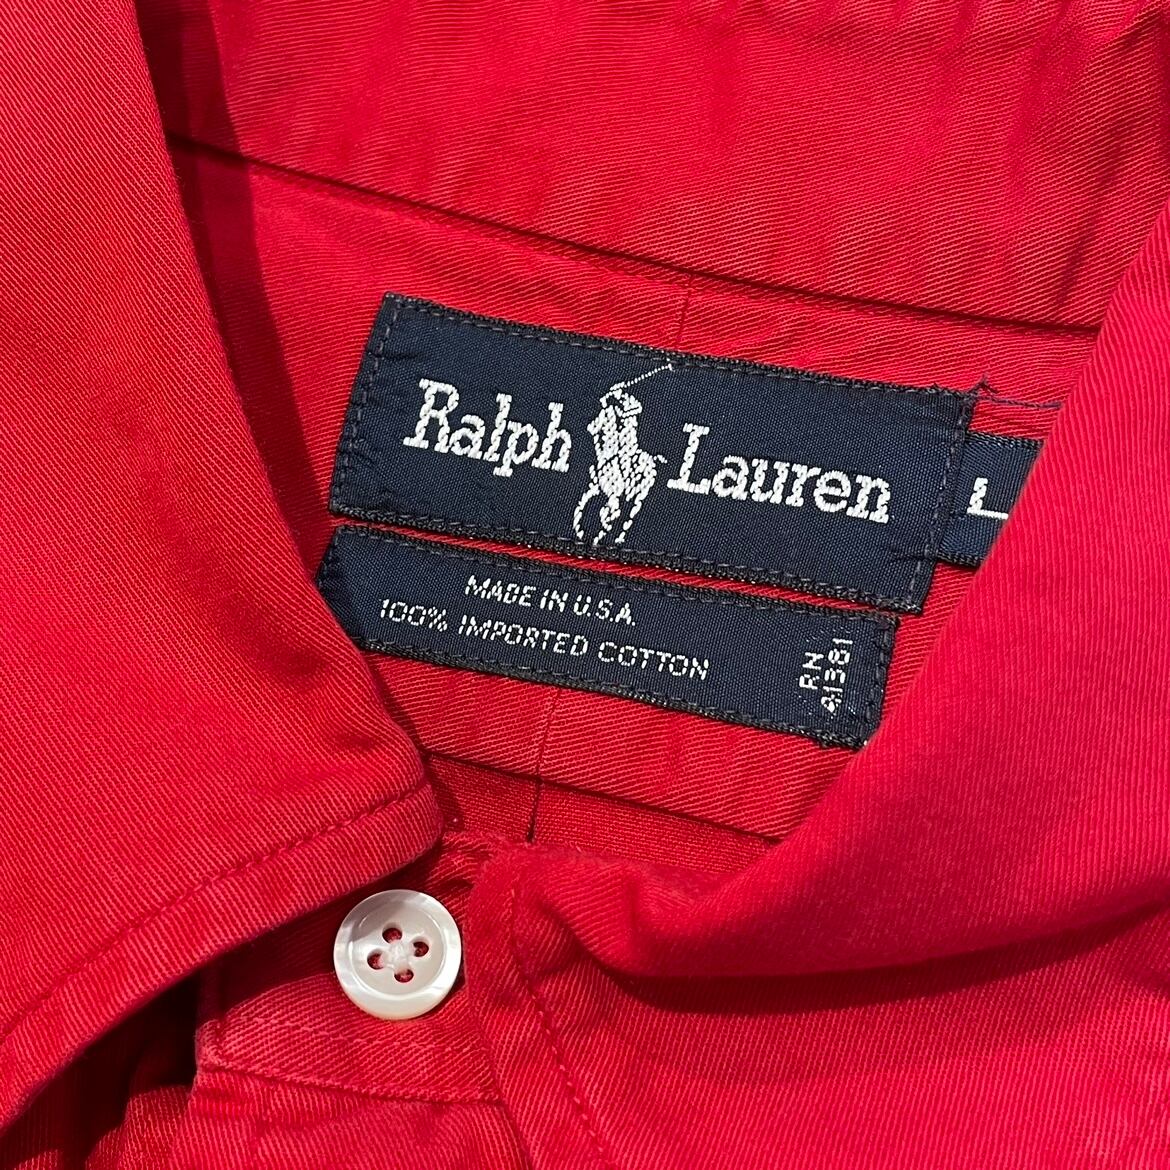 Ralph Lauren
L
MADE IN U.S.A.
100% IMPORTED COTTON
RN
41381